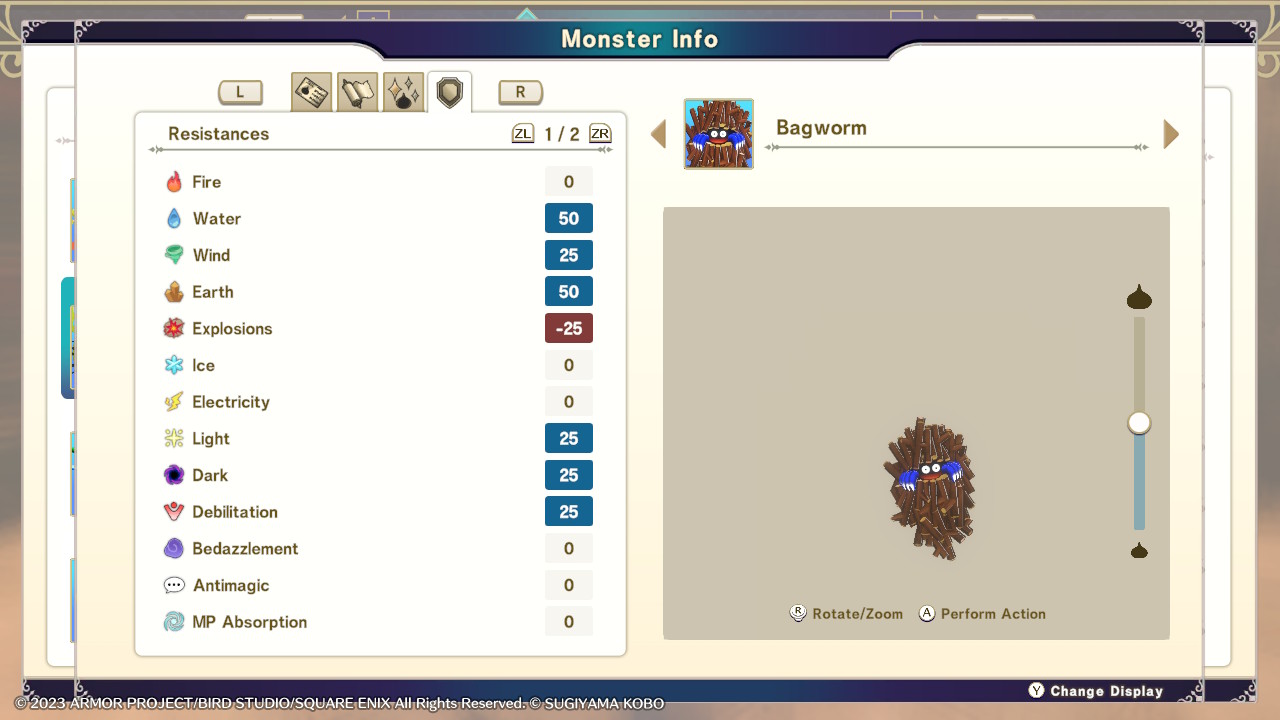 Monster Info
L
R
Resistances
ZL 1 / 2 ZR
Fire 0
Water 50
Wind 25
Earth 50
Explosions -25
Ice 0
Electricity 0
Light 25
Dark 25
Debilitation 25
Bedazzlement 0
Antimagic 0
MP Absorption 0
Bagworm
R Rotate/Zoom A Perform Action
Y Change Display
© 2023 ARMOR PROJECT/BIRD STUDIO/SQUARE ENIX All Rights Reserved. © SUGIYAMA KOBO